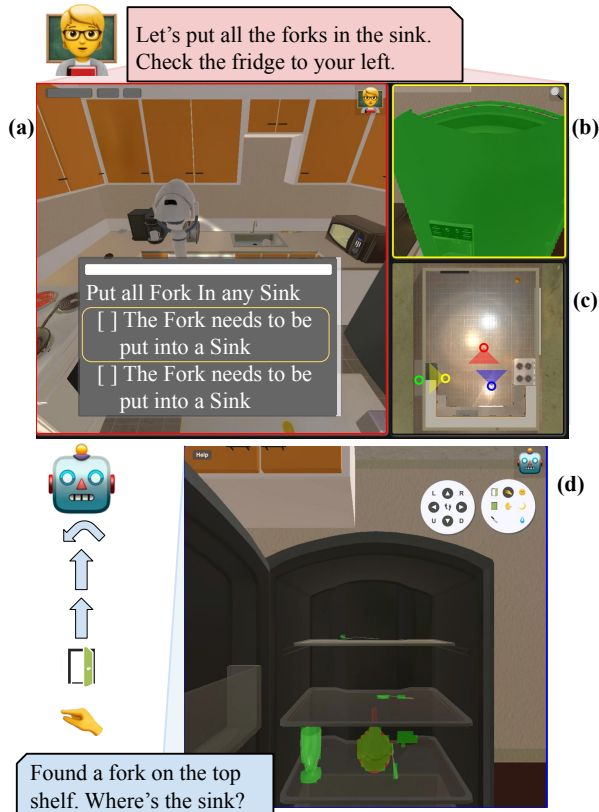 Let's put all the forks in the sink.
Check the fridge to your left.
(a)
(b)
Put all Fork In any Sink
[ ] The Fork needs to be
put into a Sink
[ ] The Fork needs to be
put into a Sink
(c)
(d)
Help
L R
U D
Found a fork on the top
shelf. Where's the sink?